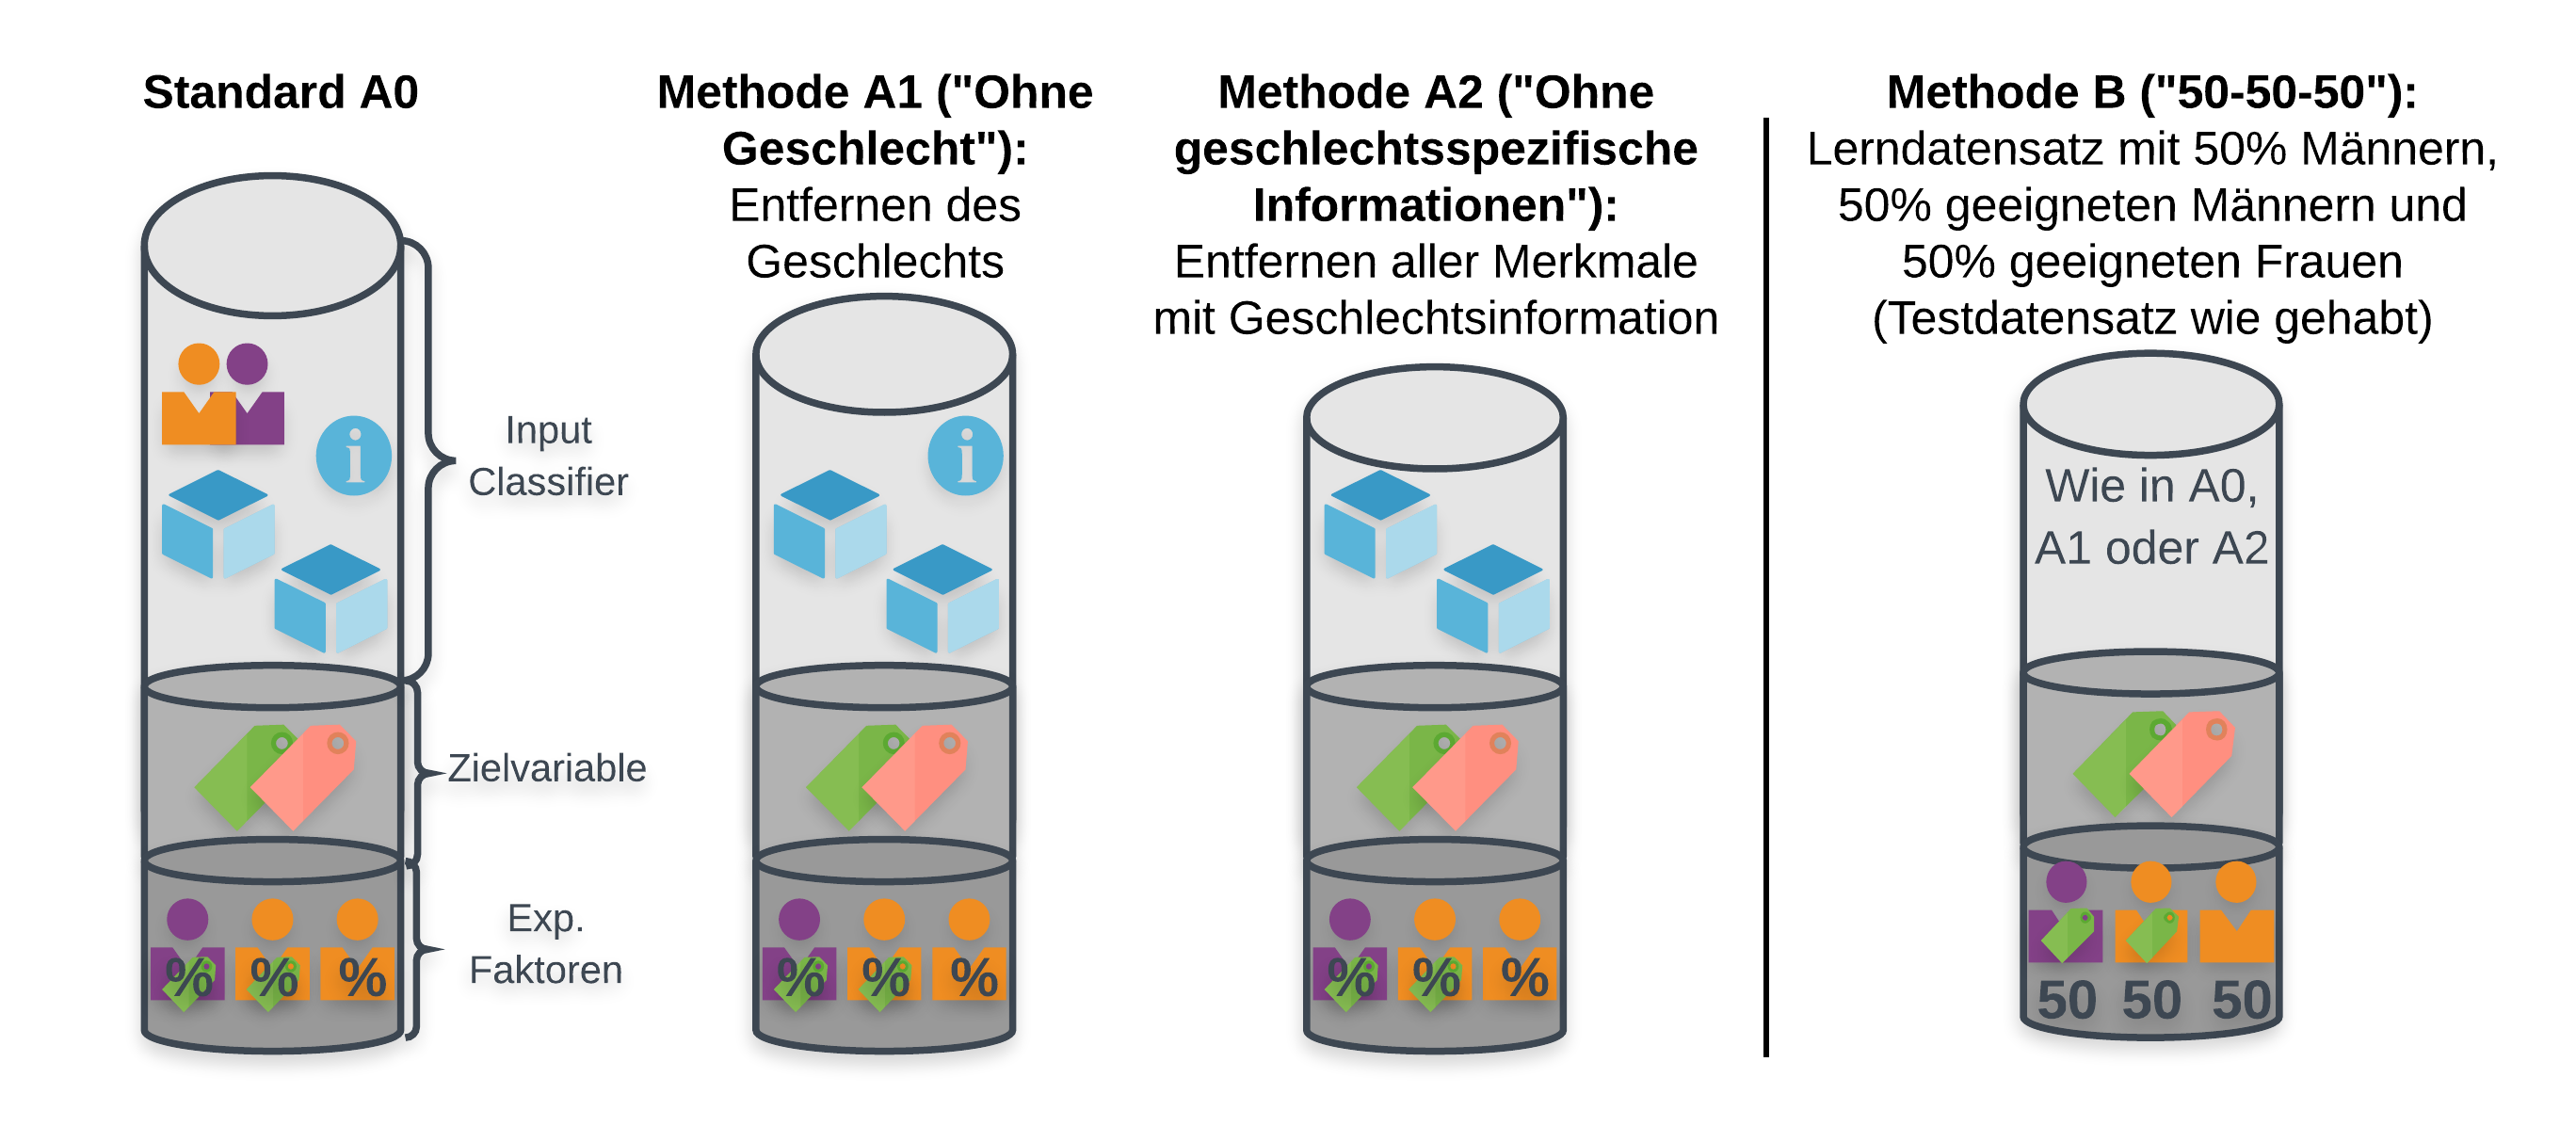 Standard A0
Input
Classifier
Zielvariable
Exp.
Faktoren
% % %
Methode A1 ("Ohne
Geschlecht"):
Entfernen des
Geschlechts
i
% % %
Methode A2 ("Ohne
geschlechtsspezifische
Informationen"):
Entfernen aller Merkmale
mit Geschlechtsinformation
% % %
Methode B ("50-50-50"):
Lerndatensatz mit 50% Männern,
50% geeigneten Männern und
50% geeigneten Frauen
(Testdatensatz wie gehabt)
Wie in A0,
A1 oder A2
50 50 50